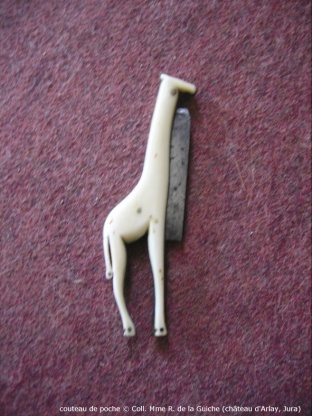 couteau de poche © Coll. Mme R. de la Guiche (château d'Arlay, Jura)